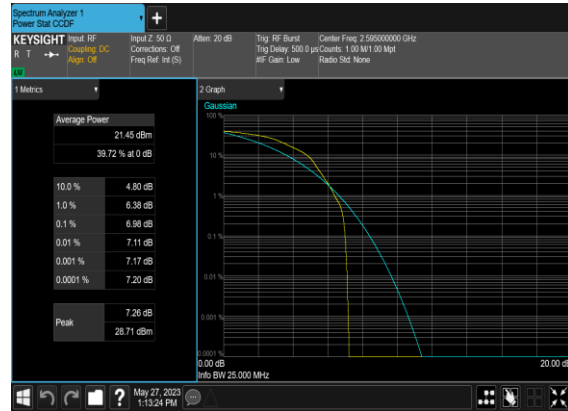 Spectrum Analyzer 1
Power Stat CCDF
KEYSIGHT
R T
LXI
Input: RF
Coupling: DC
Align: Off
Input Z: 50 Ω
Corrections: Off
Freq Ref: Int (S)
Atten: 20 dB
Trig: RF Burst
Trig Delay: 500.0 µs
#IF Gain: Low
Center Freq: 2.595000000 GHz
Counts: 1.00 M/1.00 Mpt
Radio Std: None
1 Metrics
Average Power
21.45 dBm
39.72 % at 0 dB
10.0 % 4.80 dB
1.0 % 6.38 dB
0.1 % 6.98 dB
0.01 % 7.11 dB
0.001 % 7.17 dB
0.0001 % 7.20 dB
Peak
7.26 dB
28.71 dBm
2 Graph
Gaussian
100 %
10 %
1 %
0.1 %
0.01 %
0.001 %
0.0001 %
0.00 dB
20.00 dB
Info BW 25.000 MHz
?
May 27, 2023
1:13:24 PM